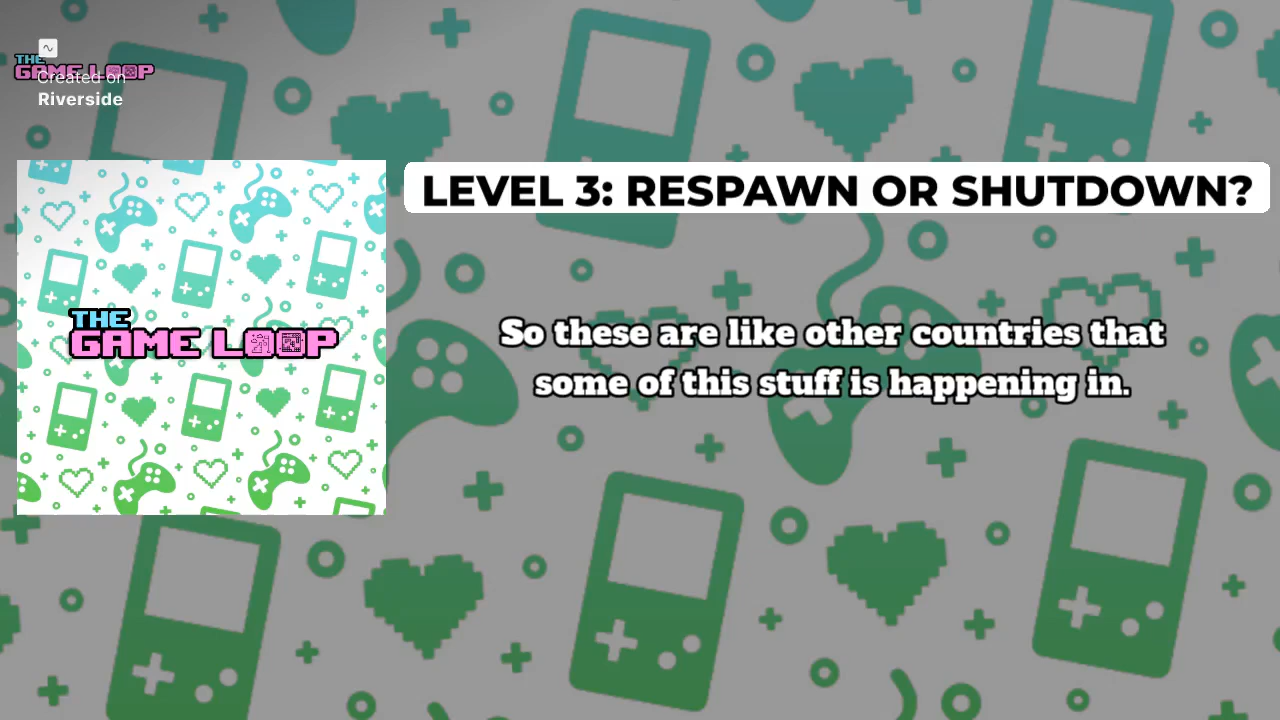 THE
GAME LOOP
Created on
Riverside
LEVEL 3: RESPAWN OR SHUTDOWN?
THE
GAME LOOP
So these are like other countries that
some of this stuff is happening in.